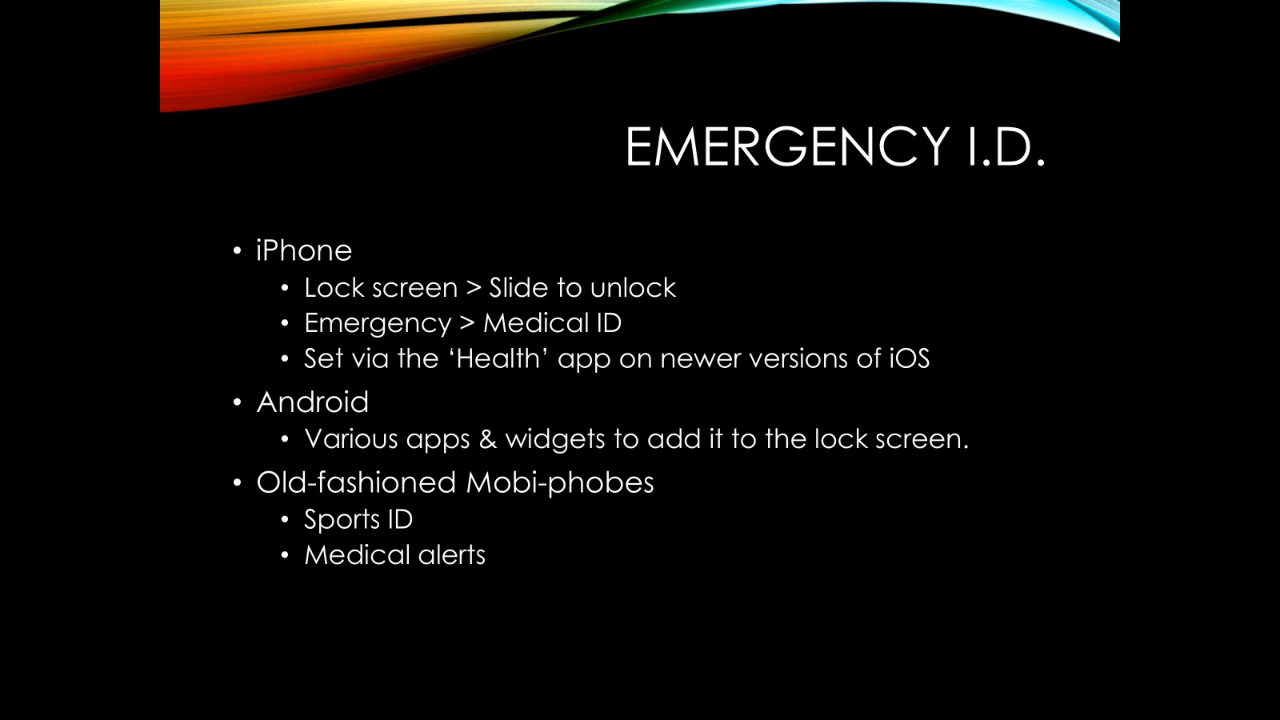 EMERGENCY I.D.
• iPhone
• Lock screen > Slide to unlock
• Emergency > Medical ID
• Set via the ‘Health’ app on newer versions of iOS
• Android
• Various apps & widgets to add it to the lock screen.
• Old-fashioned Mobi-phobes
• Sports ID
• Medical alerts